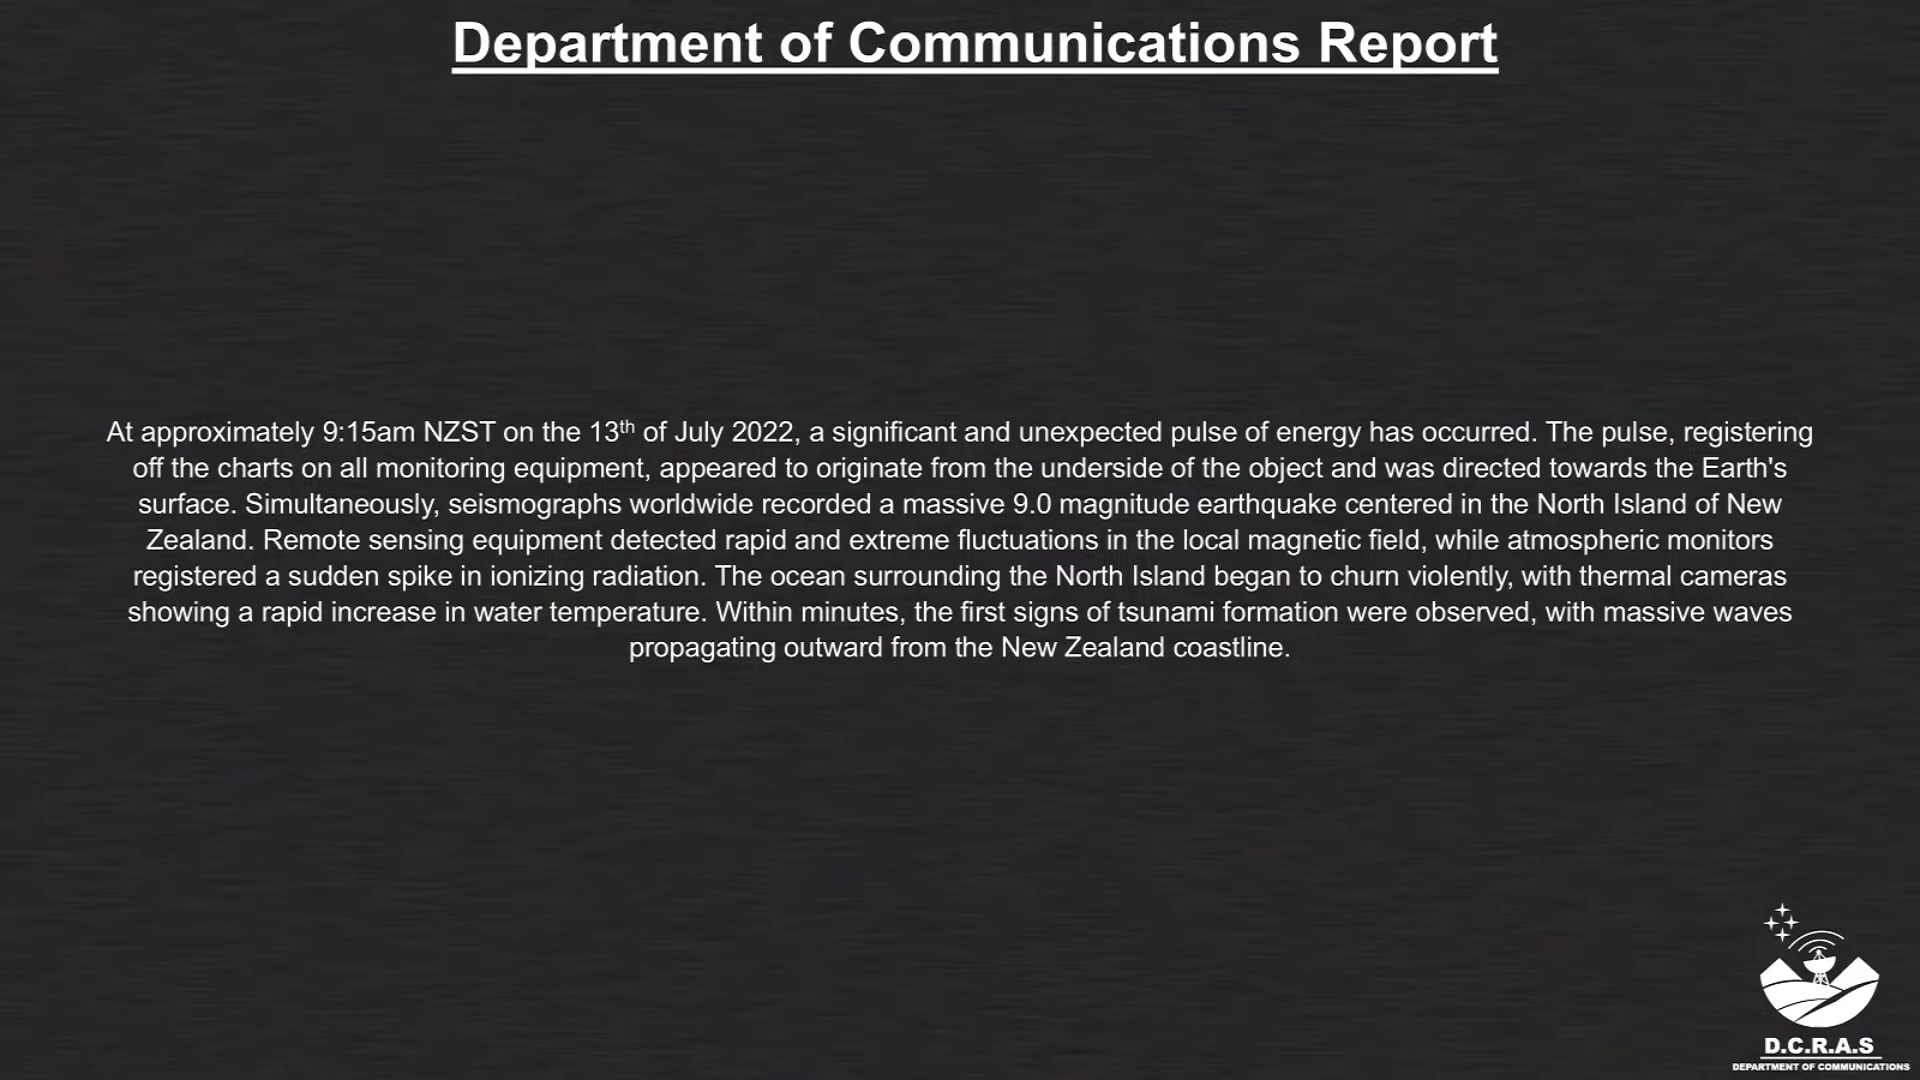 Department of Communications Report
At approximately 9:15am NZST on the 13th of July 2022, a significant and unexpected pulse of energy has occurred. The pulse, registering
off the charts on all monitoring equipment, appeared to originate from the underside of the object and was directed towards the Earth's
surface. Simultaneously, seismographs worldwide recorded a massive 9.0 magnitude earthquake centered in the North Island of New
Zealand. Remote sensing equipment detected rapid and extreme fluctuations in the local magnetic field, while atmospheric monitors
registered a sudden spike in ionizing radiation. The ocean surrounding the North Island began to churn violently, with thermal cameras
showing a rapid increase in water temperature. Within minutes, the first signs of tsunami formation were observed, with massive waves
propagating outward from the New Zealand coastline.
D.C.R.A.S
DEPARTMENT OF COMMUNICATIONS